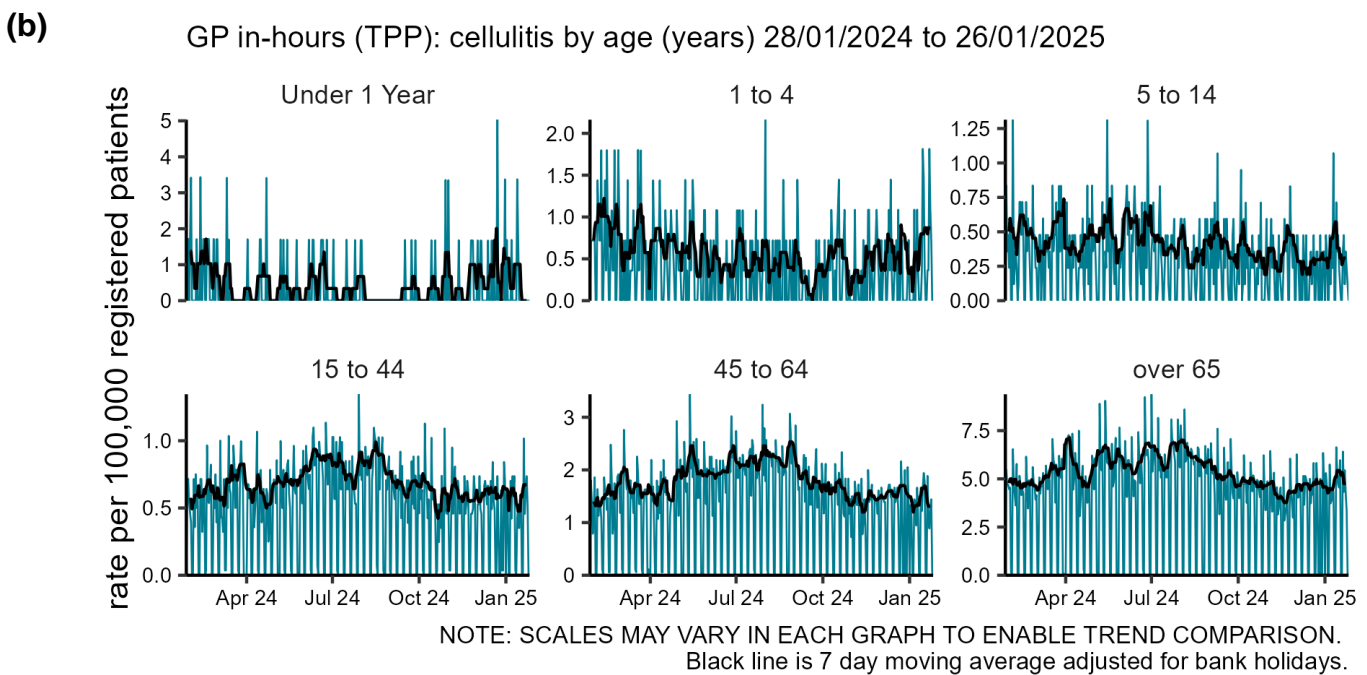 (b)
GP in-hours (TPP): cellulitis by age (years) 28/01/2024 to 26/01/2025
rate per 100,000 registered patients
Under 1 Year
5
4
3
2
1
0
1 to 4
2.0
1.5
1.0
0.5
0.0
5 to 14
1.25
1.00
0.75
0.50
0.25
0.00
15 to 44
1.0
0.5
0.0
Apr 24 Jul 24 Oct 24 Jan 25
45 to 64
3
2
1
0
Apr 24 Jul 24 Oct 24 Jan 25
over 65
7.5
5.0
2.5
0.0
Apr 24 Jul 24 Oct 24 Jan 25
NOTE: SCALES MAY VARY IN EACH GRAPH TO ENABLE TREND COMPARISON.
Black line is 7 day moving average adjusted for bank holidays.